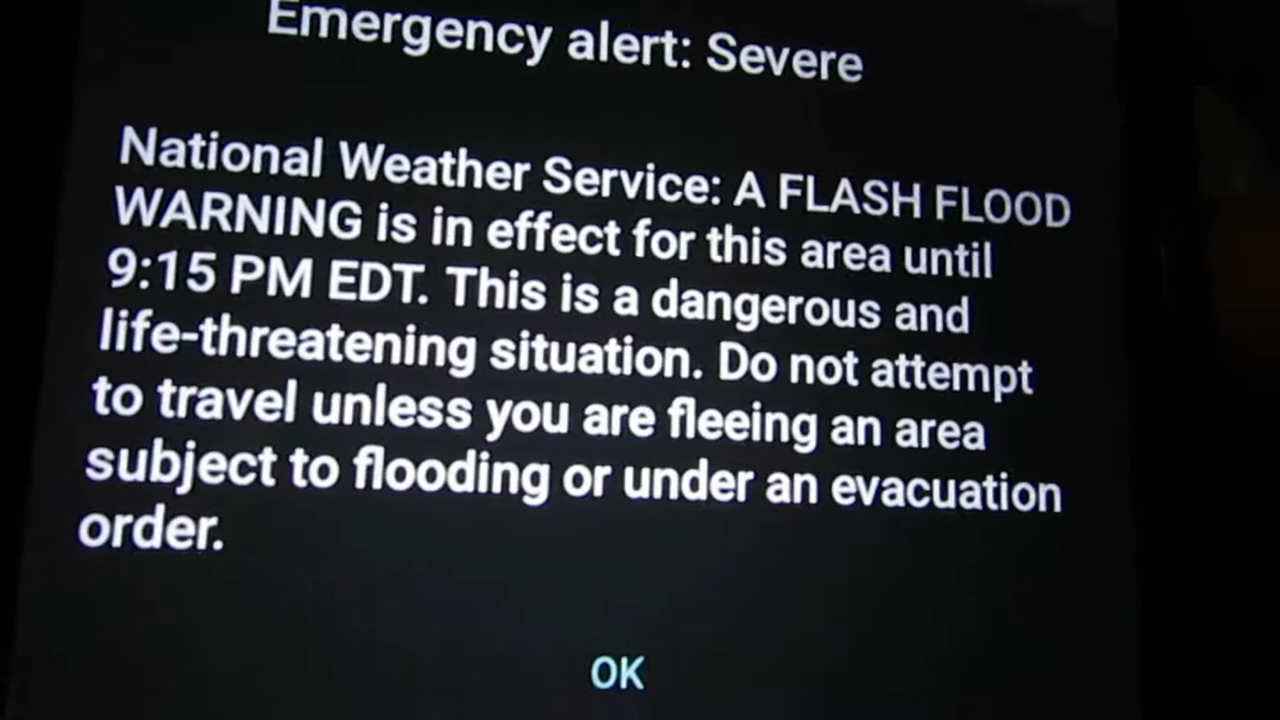 Emergency alert: Severe
National Weather Service: A FLASH FLOOD
WARNING is in effect for this area until
9:15 PM EDT. This is a dangerous and
life-threatening situation. Do not attempt
to travel unless you are fleeing an area
subject to flooding or under an evacuation
order.
OK